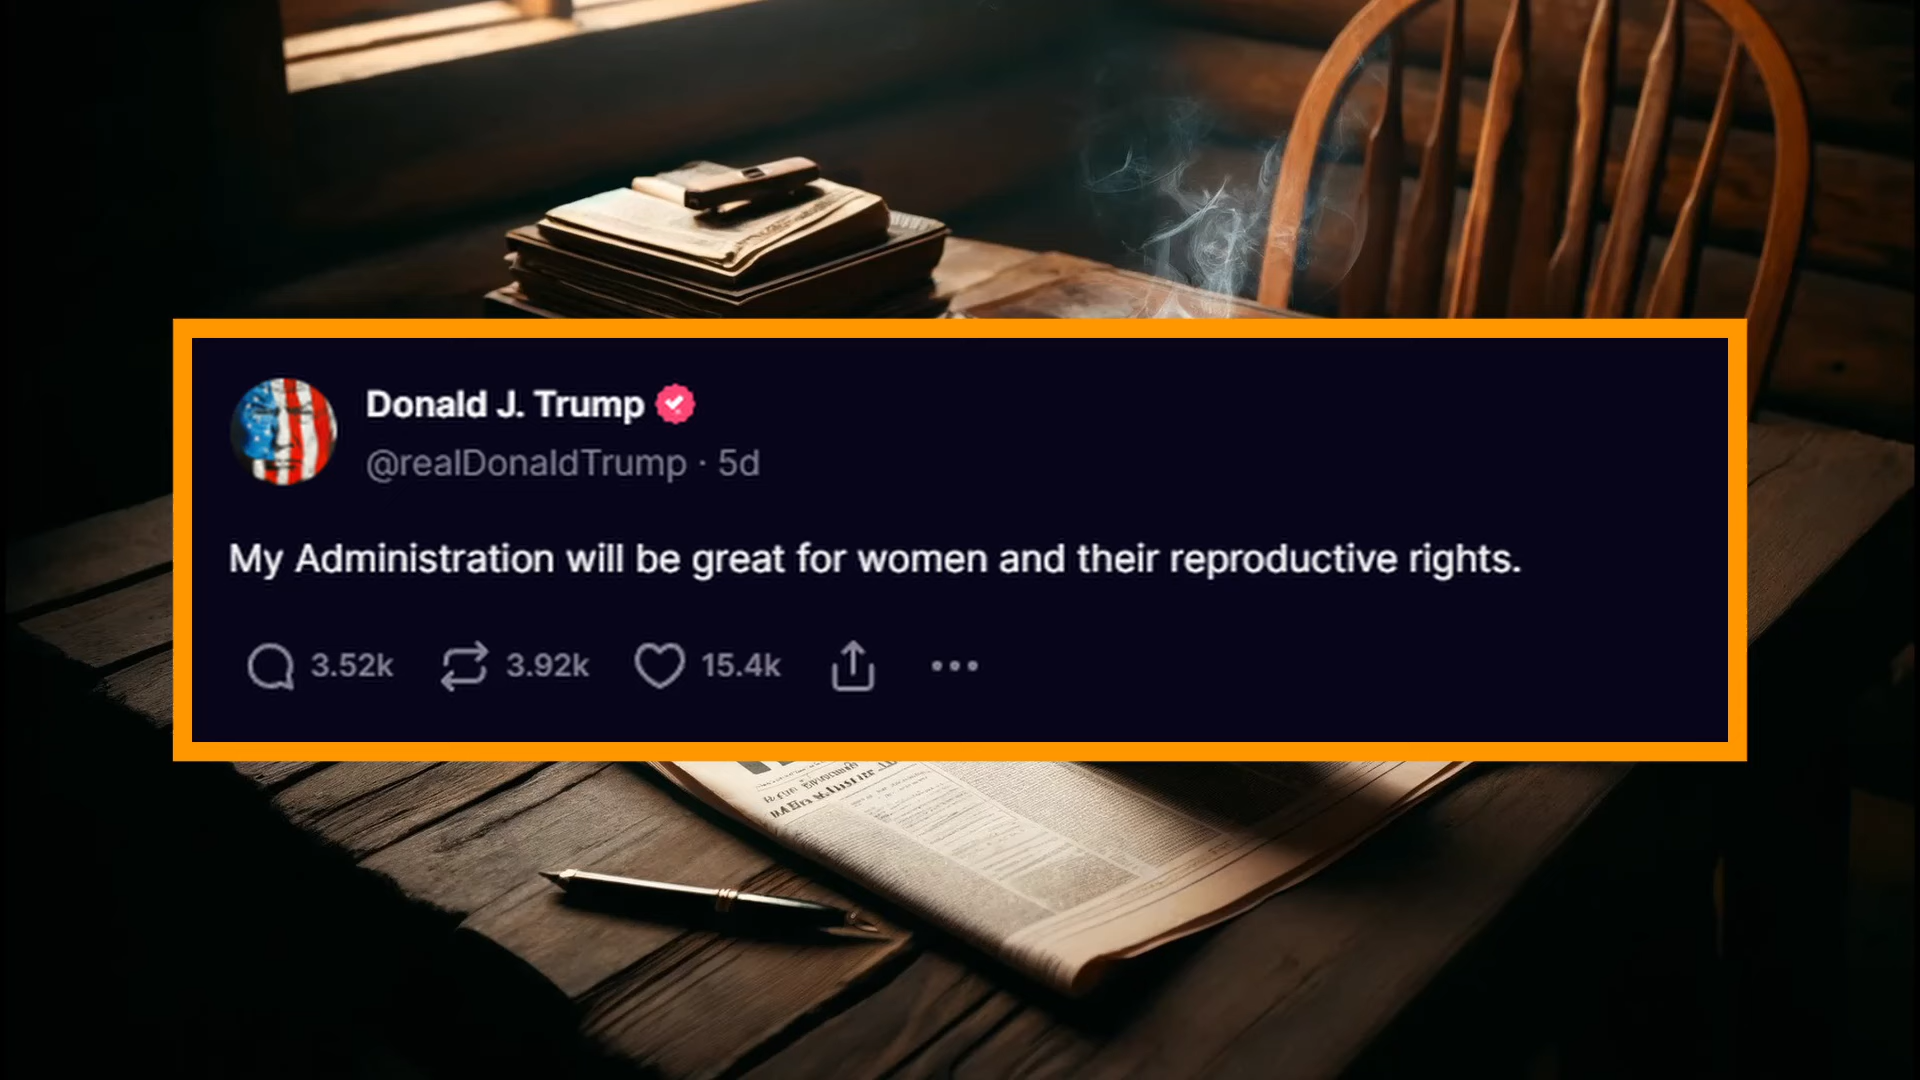 Donald J. Trump
@realDonaldTrump · 5d
My Administration will be great for women and their reproductive rights.
3.52k 3.92k 15.4k